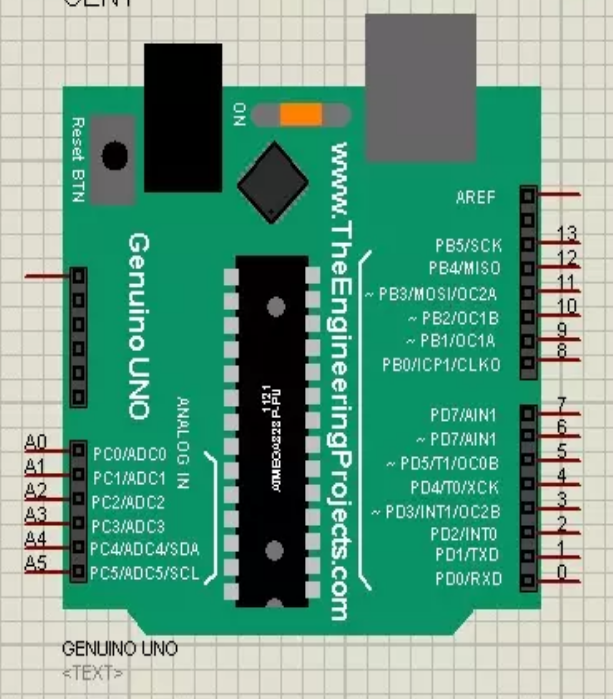 ON
Reset BTN
Genuino UNO
www.TheEngineeringProjects.com
AREF
PB5/SCK 13
PB4/MISO 12
~ PB3/MOSI/OC2A 11
~ PB2/OC1B 10
~ PB1/OC1A 9
PB0/ICP1/CLKO 8
1121
ATMEGA328P-PU
ANALOG IN
A0 PC0/ADC0
A1 PC1/ADC1
A2 PC2/ADC2
A3 PC3/ADC3
A4 PC4/ADC4/SDA
A5 PC5/ADC5/SCL
PD7/AIN1 7
~ PD7/AIN1 6
~ PD5/T1/OC0B 5
PD4/T0/XCK 4
~ PD3/INT1/OC2B 3
PD2/INT0 2
PD1/TXD 1
PD0/RXD 0
GENUINO UNO
<TEXT>